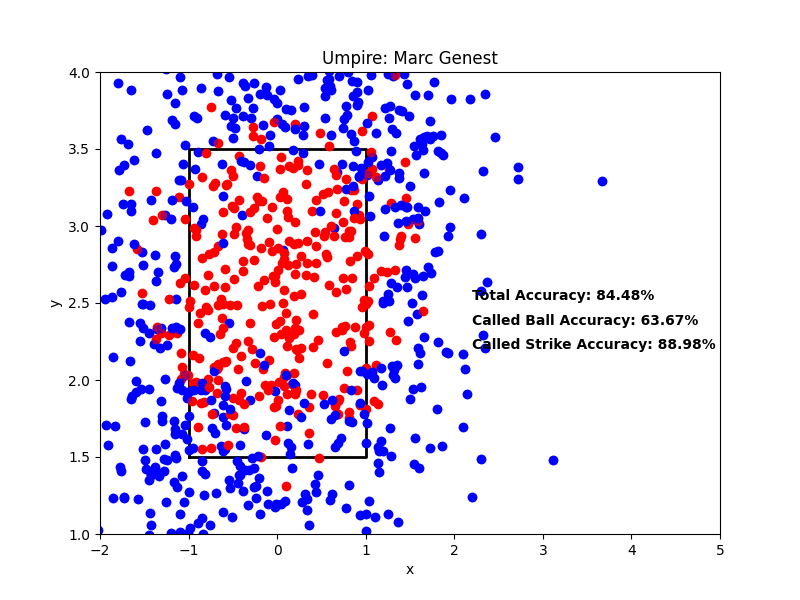 Umpire: Marc Genest
4.0
3.5
3.0
2.5
2.0
1.5
1.0
y
Total Accuracy: 84.48%
Called Ball Accuracy: 63.67%
Called Strike Accuracy: 88.98%
−2 −1 0 1 2 3 4 5
x